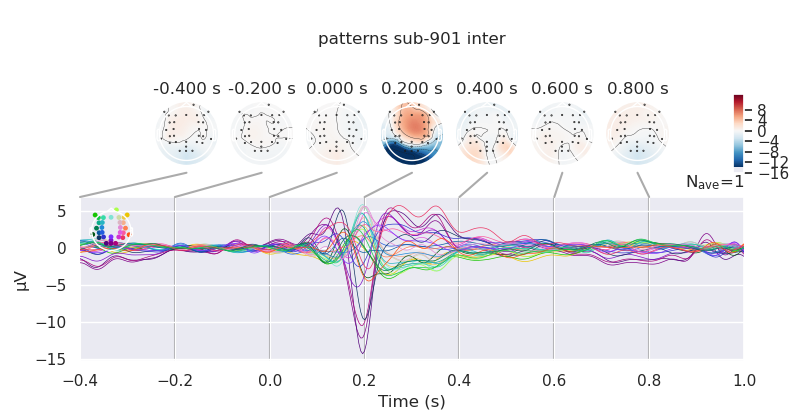 patterns sub-901 inter
-0.400 s -0.200 s 0.000 s 0.200 s 0.400 s 0.600 s 0.800 s
8
4
0
−4
−8
−12
−16
Nave=1
5
0
−5
−10
−15
µV
−0.4 −0.2 0.0 0.2 0.4 0.6 0.8 1.0
Time (s)